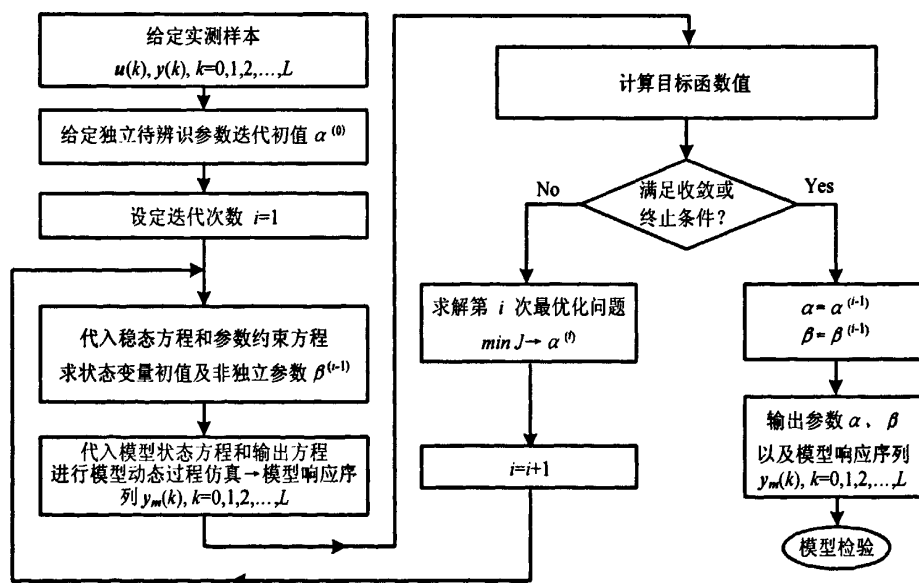 给定实测样本
u(k), y(k), k=0,1,2,...,L
给定独立待辨识参数迭代初值 α⁽⁰⁾
设定迭代次数 i=1
代入稳态方程和参数约束方程
求状态变量初值及非独立参数 β⁽ⁱ⁻¹⁾
代入模型状态方程和输出方程
进行模型动态过程仿真→模型响应序
列 yₘ(k), k=0,1,2,...,L
计算目标函数值
满足收敛或
终止条件?
No
Yes
求解第 i 次最优化问题
min J→ α⁽ⁱ⁾
i=i+1
α= α⁽ⁱ⁻¹⁾
β= β⁽ⁱ⁻¹⁾
输出参数 α、β
以及模型响应序列
yₘ(k), k=0,1,2,...,L
模型检验